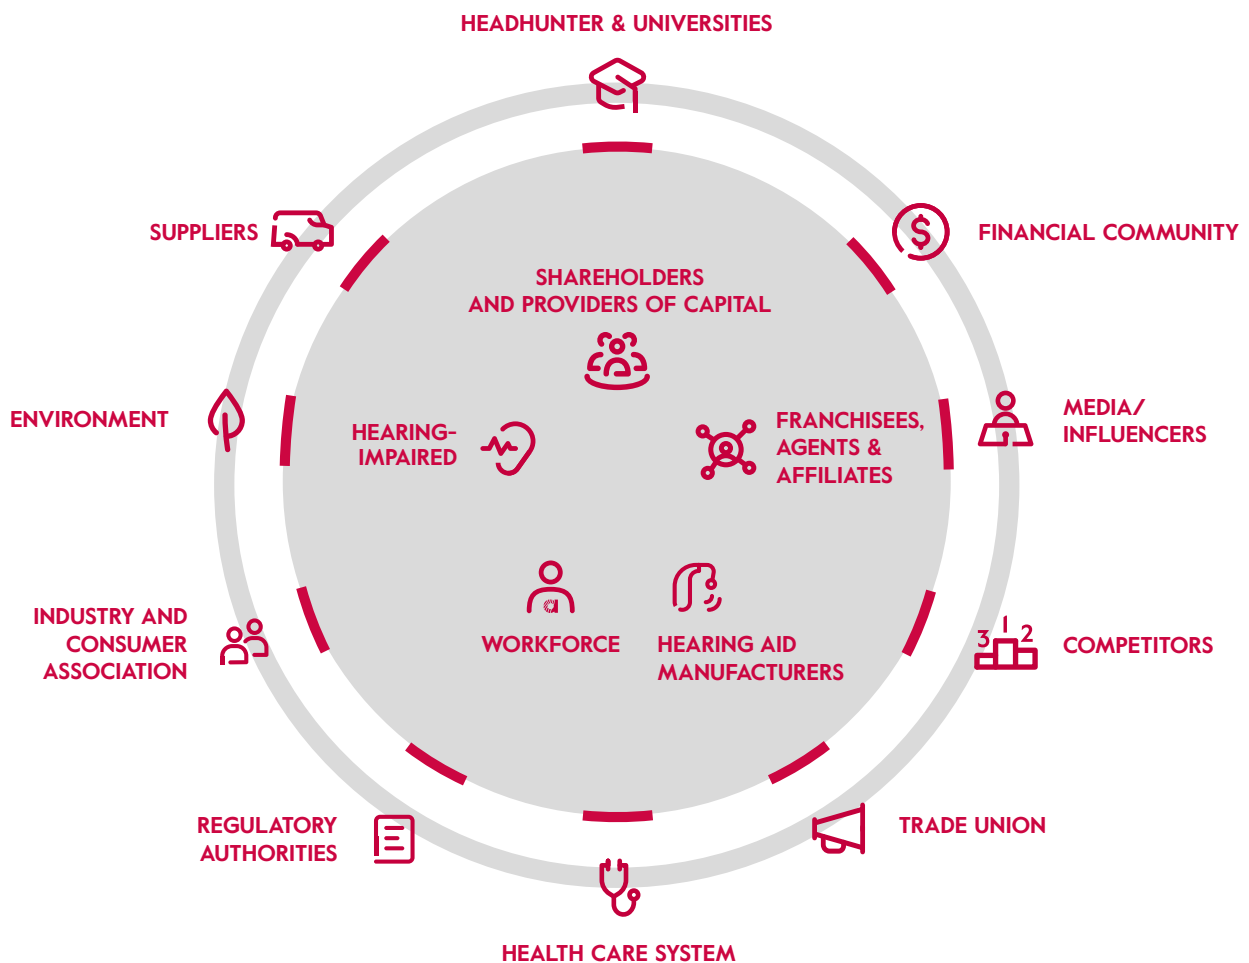 HEADHUNTER & UNIVERSITIES
SUPPLIERS
FINANCIAL COMMUNITY
SHAREHOLDERS
AND PROVIDERS OF CAPITAL
ENVIRONMENT
HEARING-
IMPAIRED
FRANCHISEES,
AGENTS &
AFFILIATES
MEDIA/
INFLUENCERS
INDUSTRY AND
CONSUMER
ASSOCIATION
WORKFORCE
HEARING AID
MANUFACTURERS
3 1 2
COMPETITORS
REGULATORY
AUTHORITIES
TRADE UNION
HEALTH CARE SYSTEM